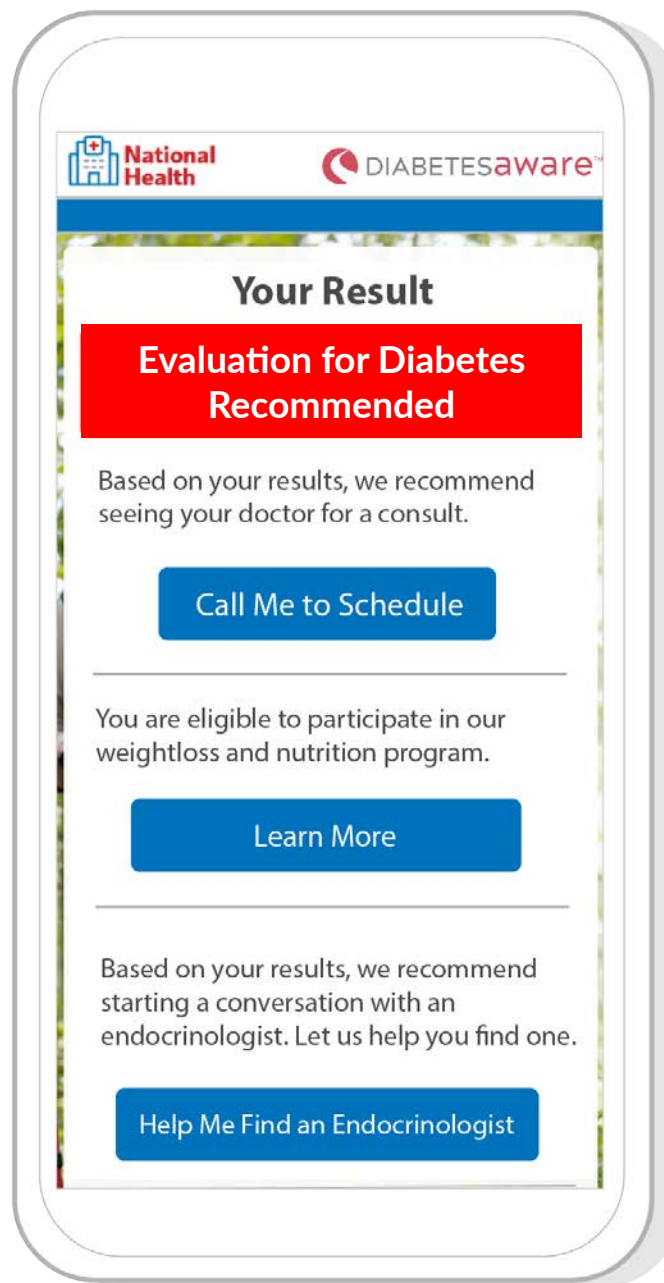 National
Health
DIABETESaware™
Your Result
Evaluation for Diabetes
Recommended
Based on your results, we recommend
seeing your doctor for a consult.
Call Me to Schedule
You are eligible to participate in our
weightloss and nutrition program.
Learn More
Based on your results, we recommend
starting a conversation with an
endocrinologist. Let us help you find one.
Help Me Find an Endocrinologist